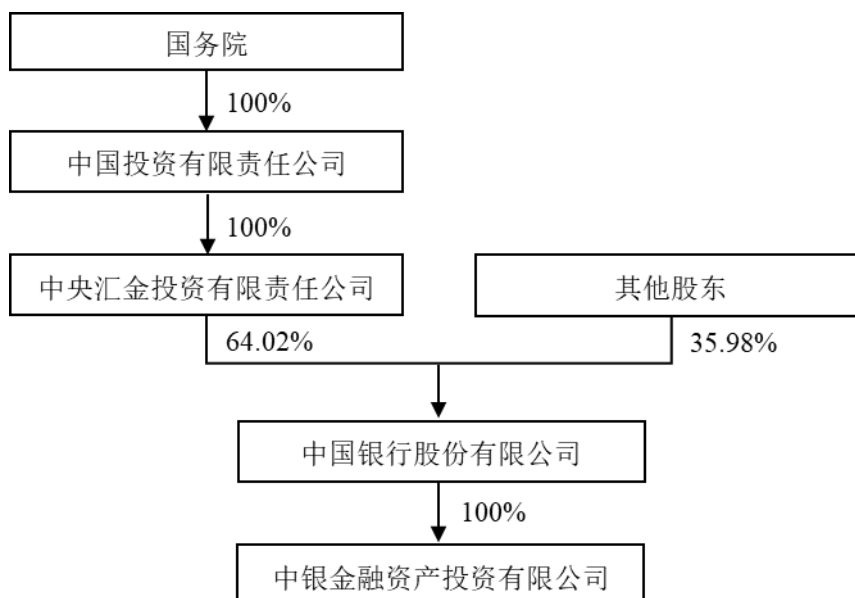 国务院
100%
中国投资有限责任公司
100%
中央汇金投资有限责任公司
其他股东
64.02%
35.98%
中国银行股份有限公司
100%
中银金融资产投资有限公司